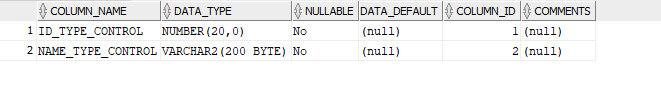 COLUMN_NAME DATA_TYPE NULLABLE DATA_DEFAULT COLUMN_ID COMMENTS
1 ID_TYPE_CONTROL NUMBER(20,0) No (null) 1 (null)
2 NAME_TYPE_CONTROL VARCHAR2(200 BYTE) No (null) 2 (null)